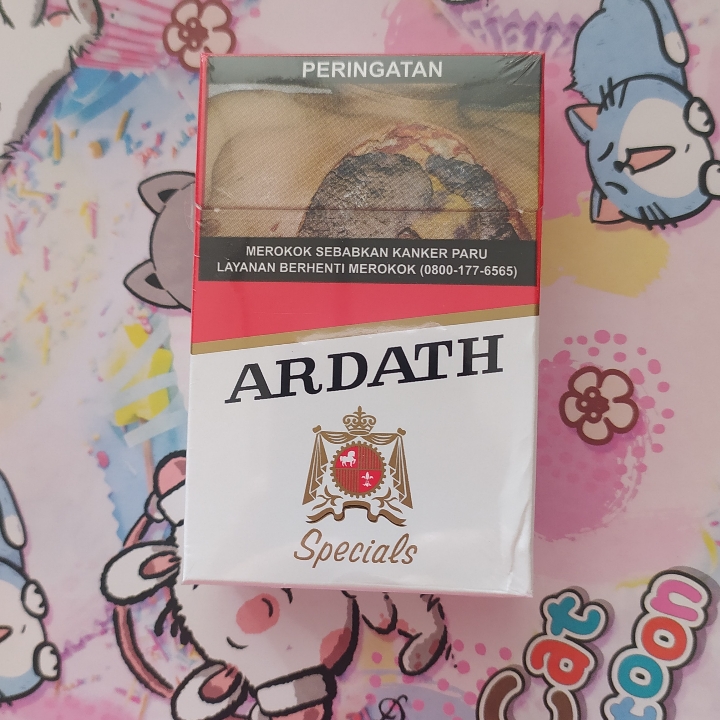 PERINGATAN
MEROKOK SEBABKAN KANKER PARU
LAYANAN BERHENTI MEROKOK (0800-177-6565)
ARDATH
Specials
Cat
toon